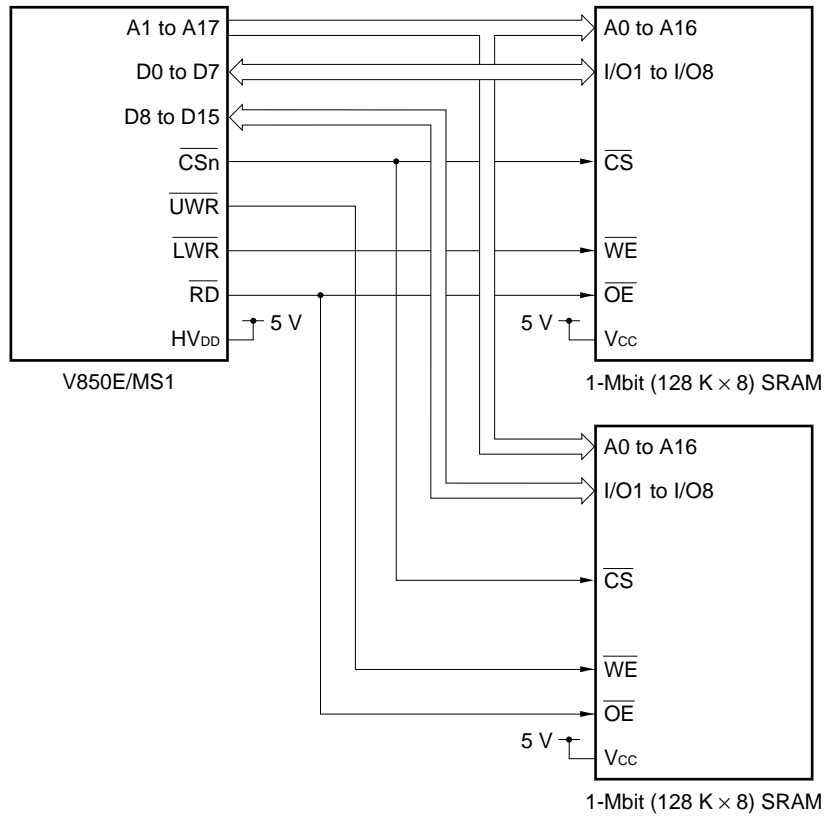 A1 to A17
D0 to D7
D8 to D15
CSn
UWR
LWR
RD
HVDD
5 V
V850E/MS1
A0 to A16
I/O1 to I/O8
CS
WE
OE
5 V
VCC
1-Mbit (128 K × 8) SRAM
A0 to A16
I/O1 to I/O8
CS
WE
OE
5 V
VCC
1-Mbit (128 K × 8) SRAM